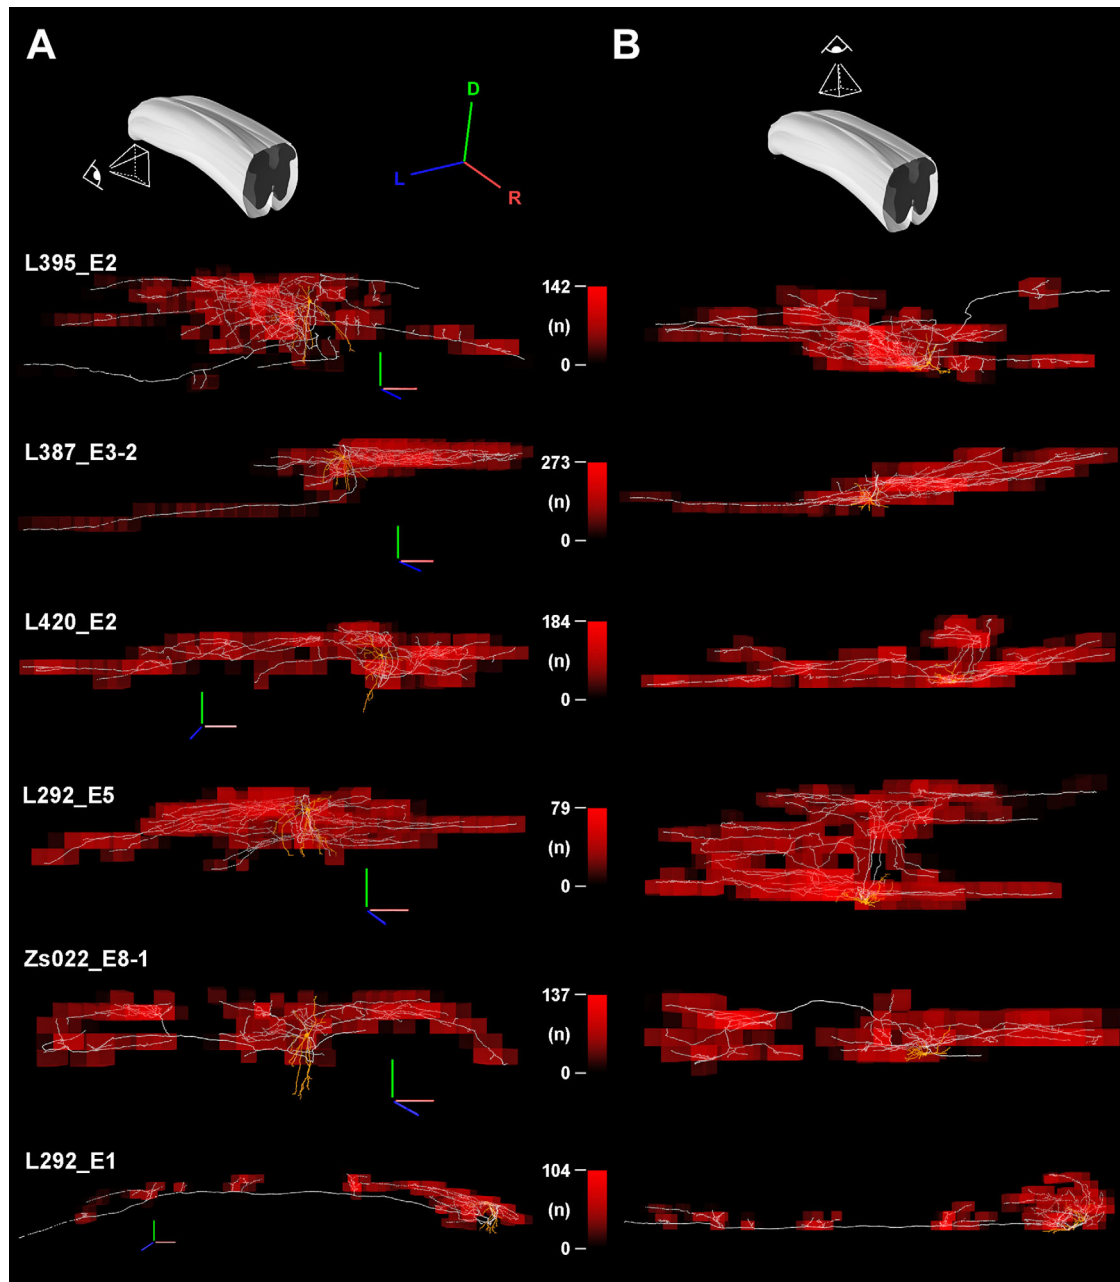 A
B
D
L
R
L395_E2
142
(n)
0
L387_E3-2
273
(n)
0
L420_E2
184
(n)
0
L292_E5
79
(n)
0
Zs022_E8-1
137
(n)
0
L292_E1
104
(n)
0